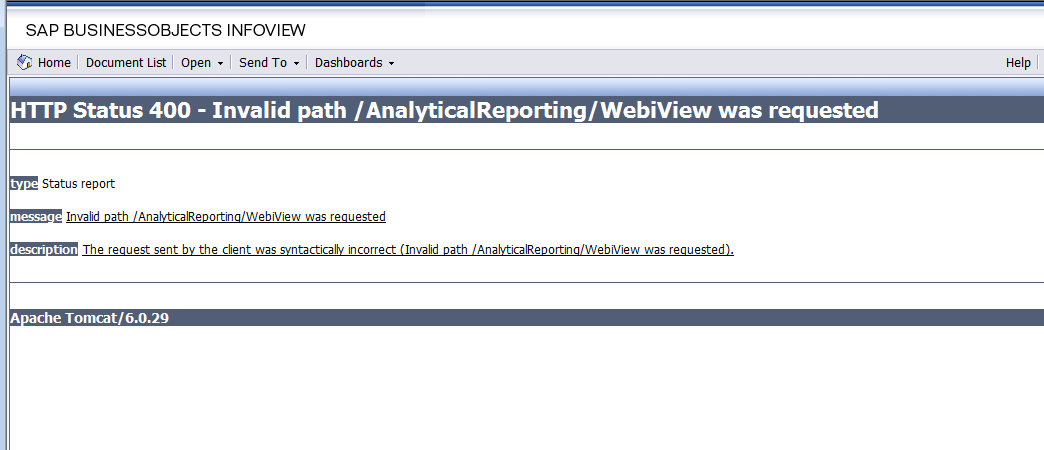 SAP BUSINESSOBJECTS INFOVIEW
Home Document List Open Send To Dashboards Help
HTTP Status 400 - Invalid path /AnalyticalReporting/WebiView was requested
type Status report
message Invalid path /AnalyticalReporting/WebiView was requested
description The request sent by the client was syntactically incorrect (Invalid path /AnalyticalReporting/WebiView was requested).
Apache Tomcat/6.0.29